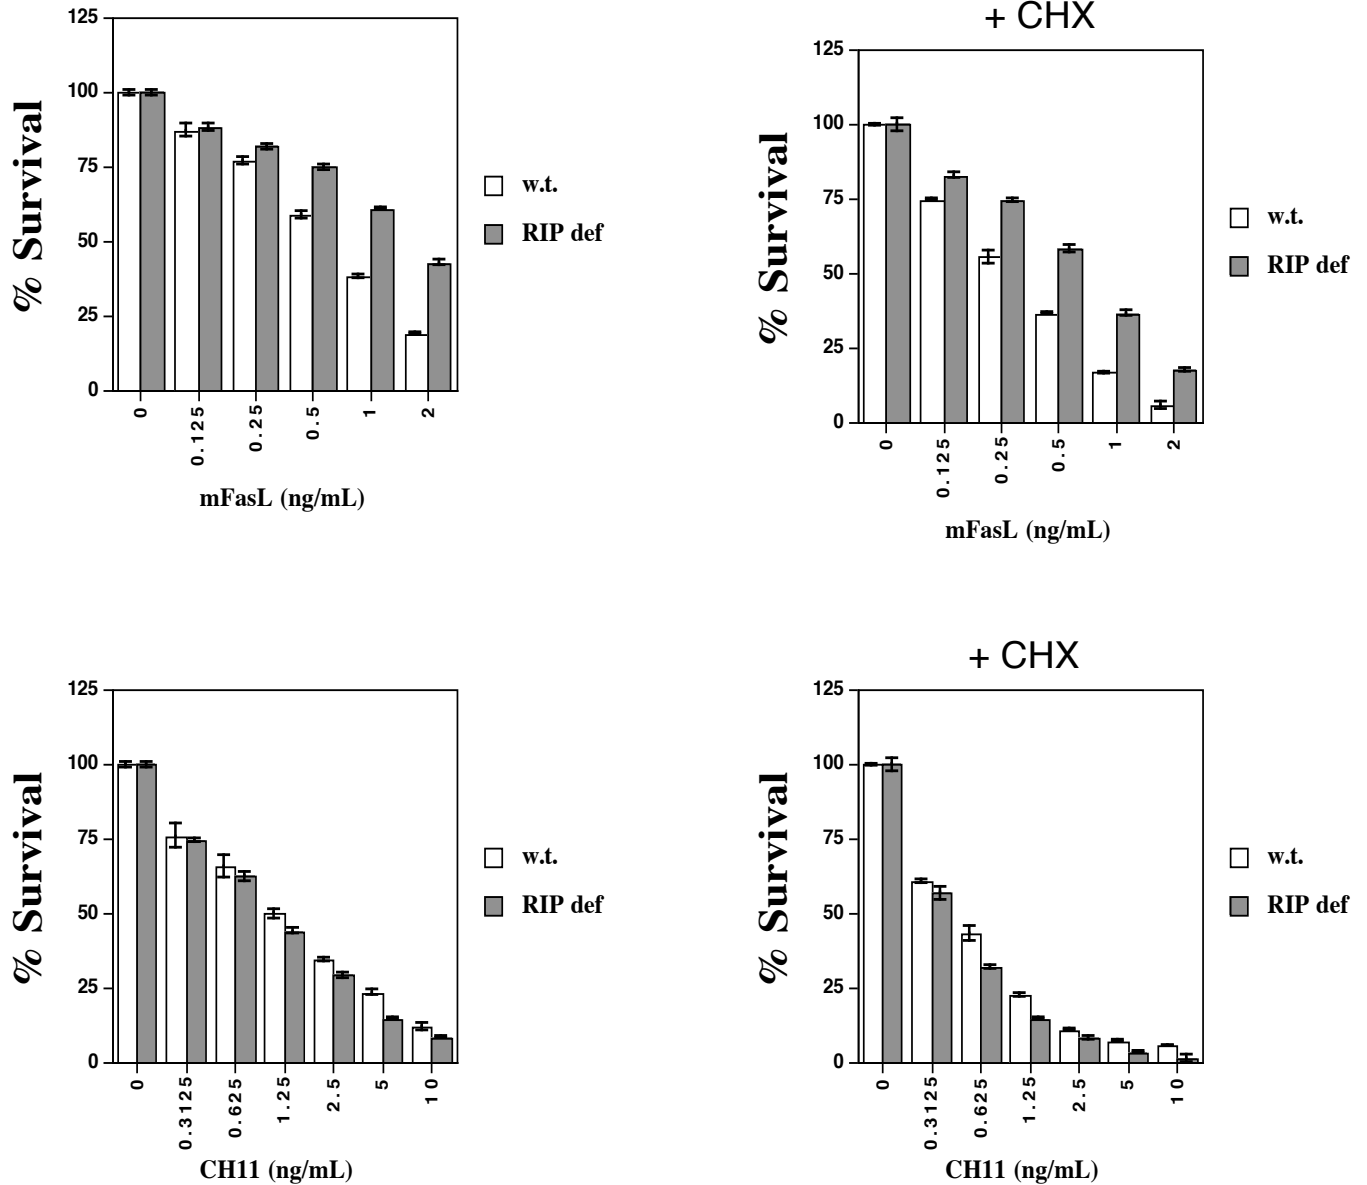 125
100
75
50
25
0
% Survival
0
0.125
0.25
0.5
1
2
mFasL (ng/mL)
w.t.
RIP def
+ CHX
125
100
75
50
25
0
% Survival
0
0.125
0.25
0.5
1
2
mFasL (ng/mL)
w.t.
RIP def
125
100
75
50
25
0
% Survival
0
0.3125
0.625
1.25
2.5
5
10
CH11 (ng/mL)
w.t.
RIP def
+ CHX
125
100
75
50
25
0
% Survival
0
0.3125
0.625
1.25
2.5
5
10
CH11 (ng/mL)
w.t.
RIP def